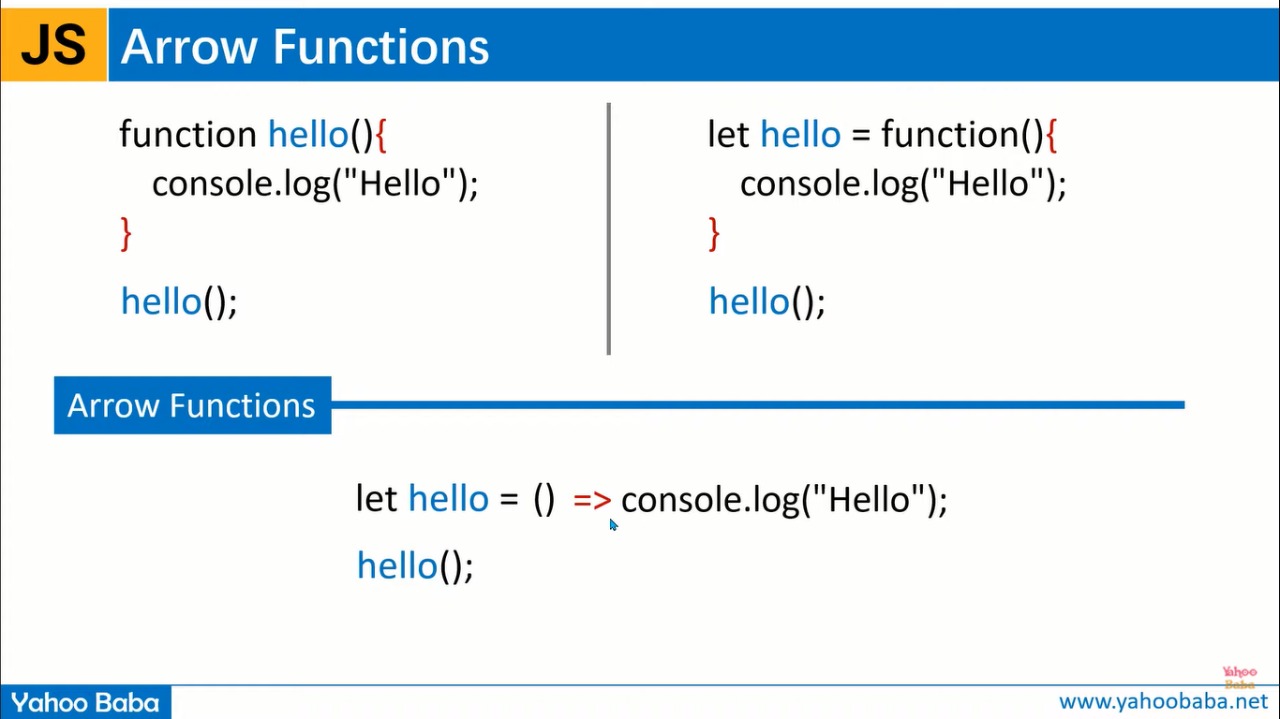 JS Arrow Functions
function hello(){
console.log("Hello");
}
hello();
let hello = function(){
console.log("Hello");
}
hello();
Arrow Functions
let hello = () => console.log("Hello");
hello();
Yahoo
Baba
Yahoo Baba
www.yahoobaba.net